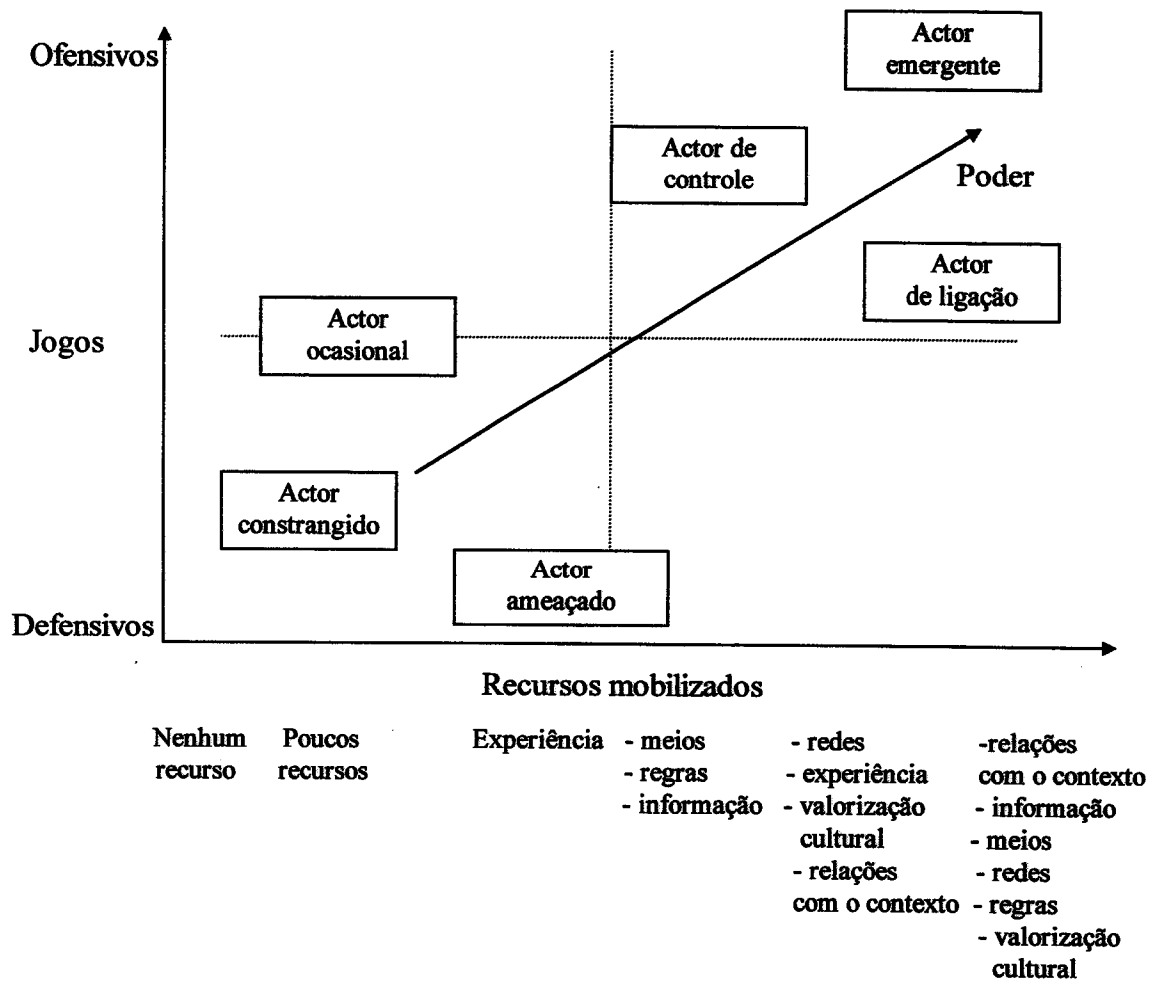 Ofensivos
Actor
emergente
Actor de
controle
Poder
Actor
de ligação
Jogos
Actor
ocasional
Actor
constrangido
Actor
ameaçado
Defensivos
Recursos mobilizados
Nenhum
recurso
Poucos
recursos
Experiência
- meios
- regras
- informação
- redes
- experiência
- valorização
cultural
- relações
com o contexto
-relações
com o contexto
- informação
- meios
- redes
- regras
- valorização
cultural